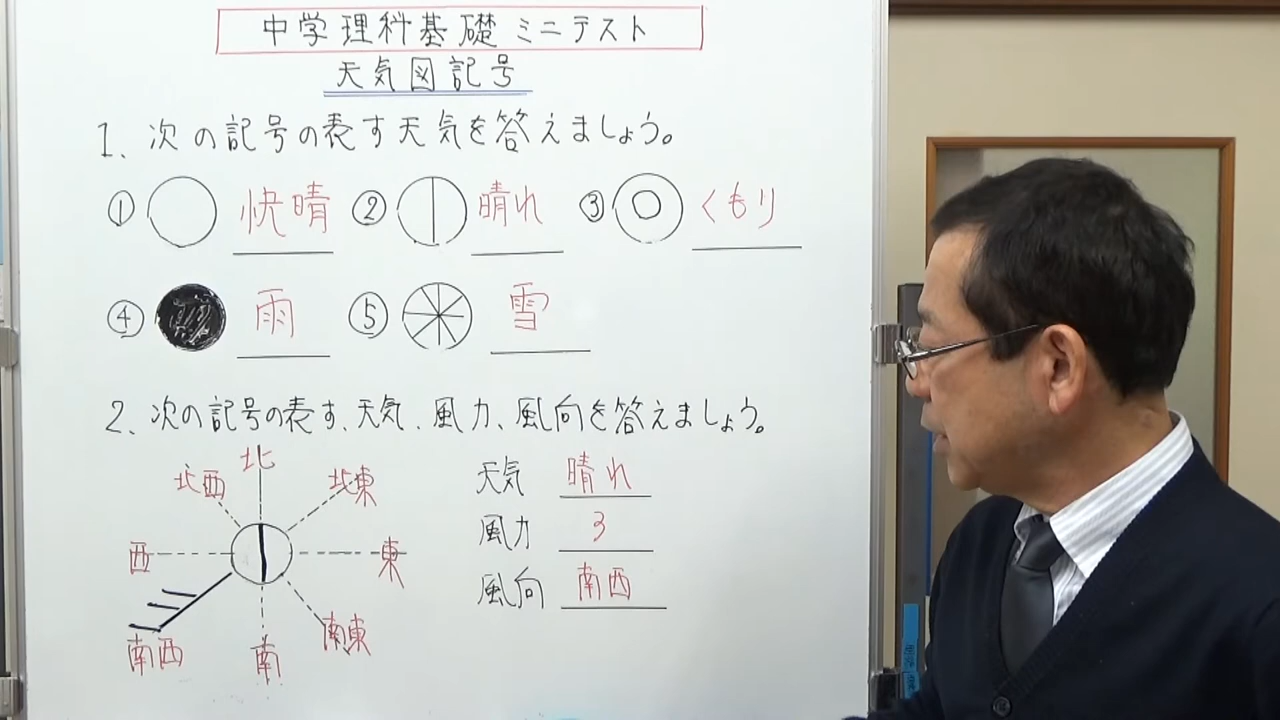 中学理科基礎ミニテスト
天気図記号
1、次の記号の表す天気を答えましょう。
① 快晴 ② 晴れ ③ くもり
④ 雨 ⑤ 雪
2、次の記号の表す、天気、風力、風向を答えましょう。
北
北西 北東
西 東
南西 南 南東
天気 晴れ
風力 3
風向 南西